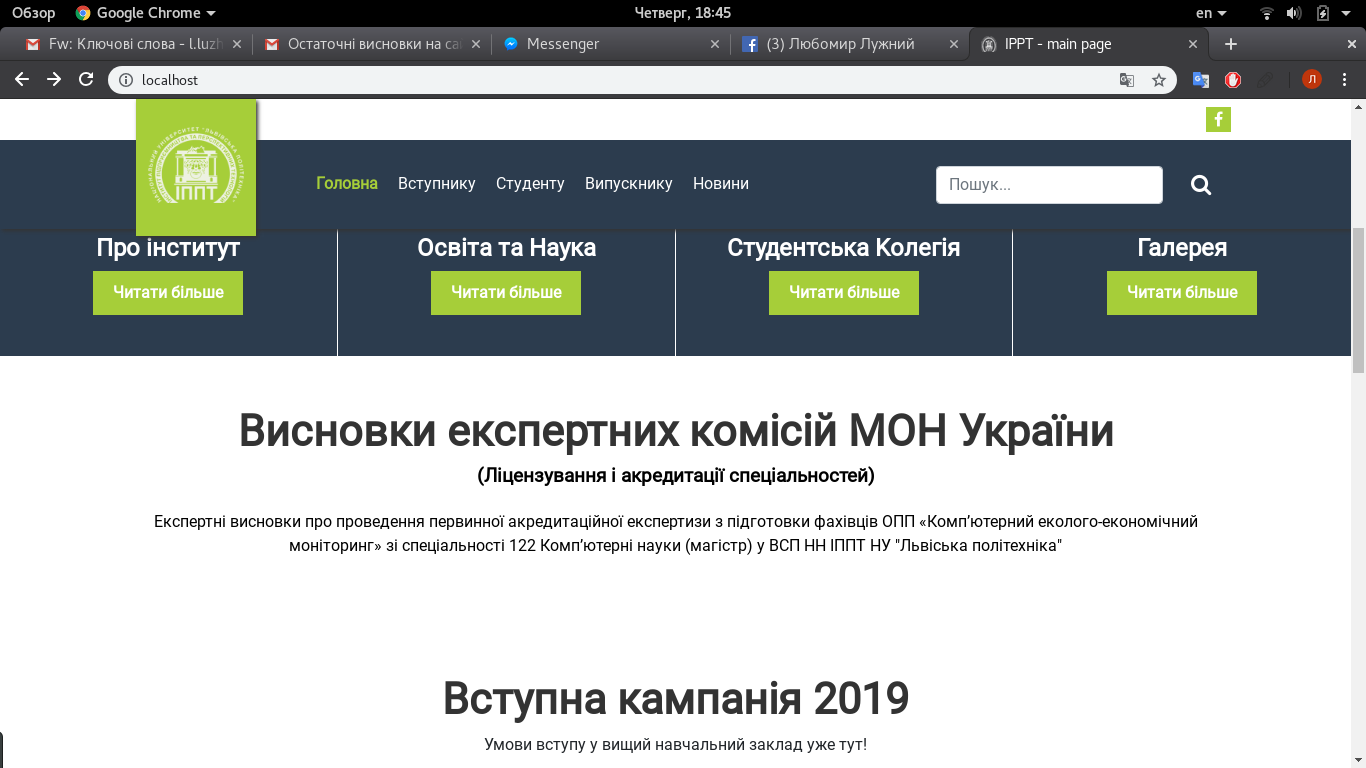 Обзор
Google Chrome
Четверг, 18:45
en
Fw: Ключові слова - l.luzh
Остаточні висновки на са
Messenger
(3) Любомир Лужний
IPPT - main page
localhost
Л
ІППТ
Головна
Вступнику
Студенту
Випускнику
Новини
Пошук...
Про інститут
Освіта та Наука
Студентська Колегія
Галерея
Читати більше
Читати більше
Читати більше
Читати більше
Висновки експертних комісій МОН України
(Ліцензування і акредитації спеціальностей)
Експертні висновки про проведення первинної акредитаційної експертизи з підготовки фахівців ОПП «Комп’ютерний еколого-економічний
моніторинг» зі спеціальності 122 Комп’ютерні науки (магістр) у ВСП НН ІППТ НУ "Львіська політехніка"
Вступна кампанія 2019
Умови вступу у вищий навчальний заклад уже тут!